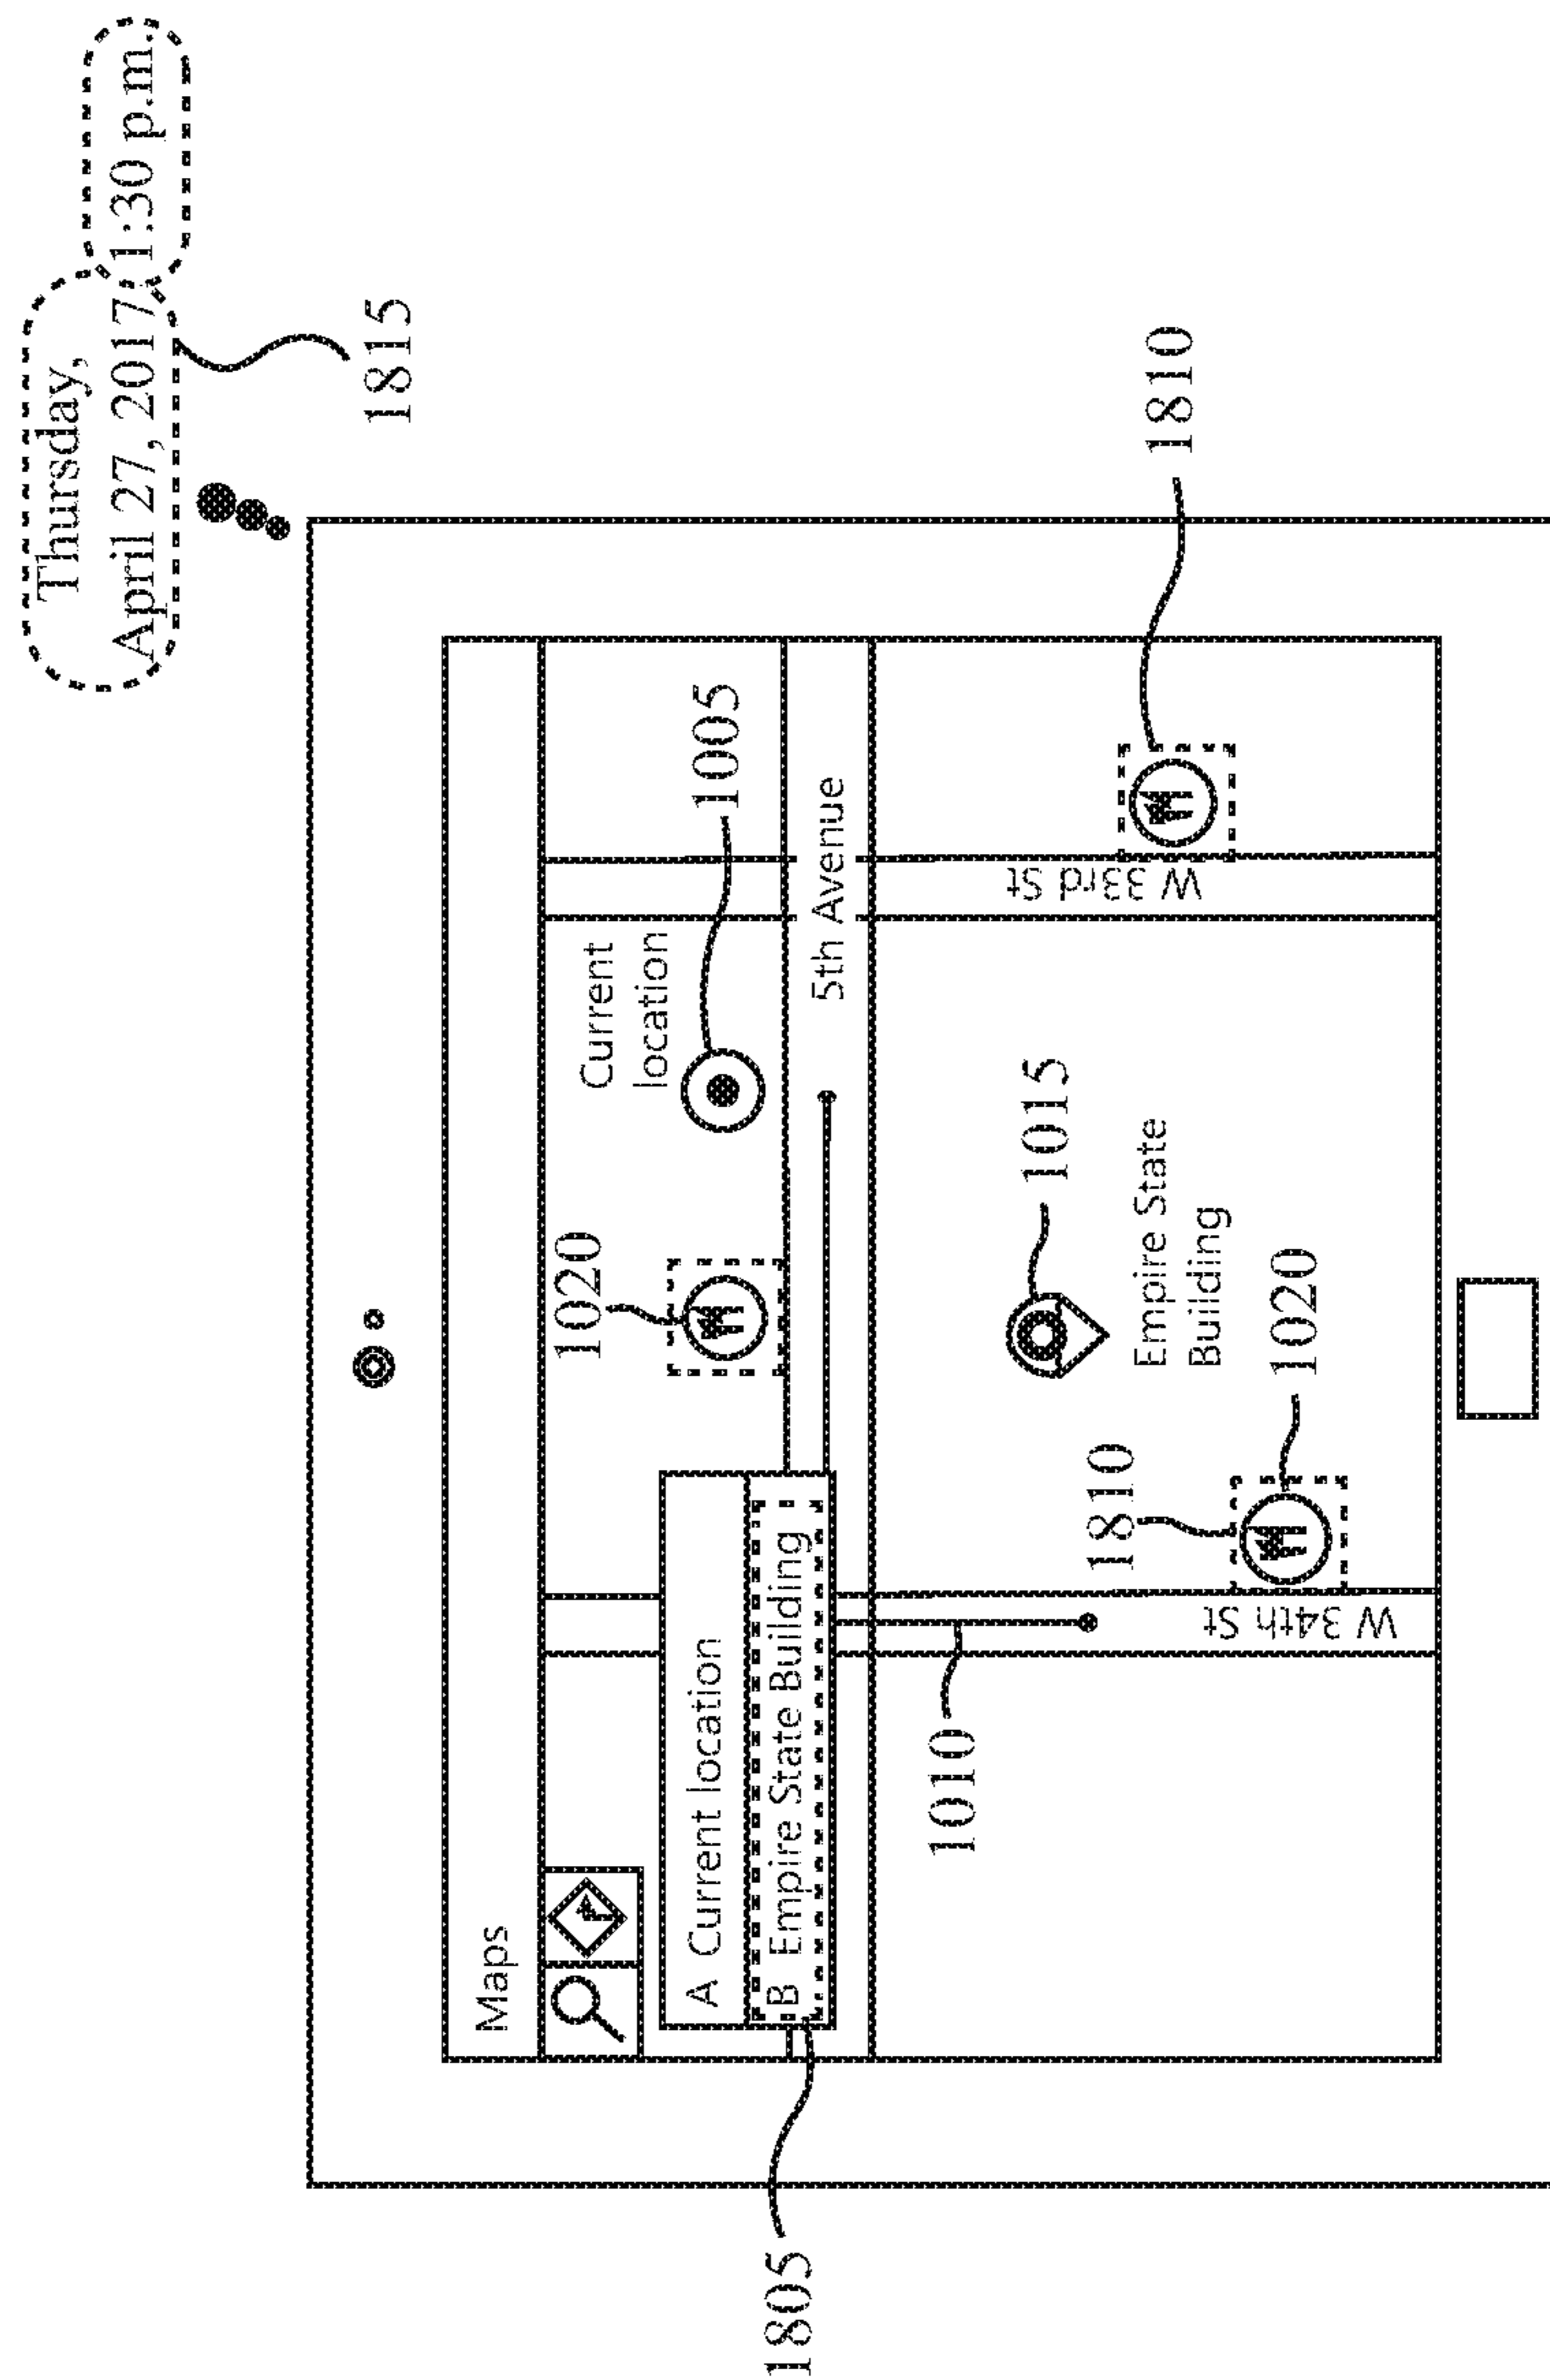 Thursday,
April 27, 2017/1:30 p.m.
1815
Maps
1020
Current
location
1005
A Current location
B Empire State Building
1805
5th Avenue
1010
1810
W 34th St
1015
Empire State
Building
1020
W 33rd St
1810